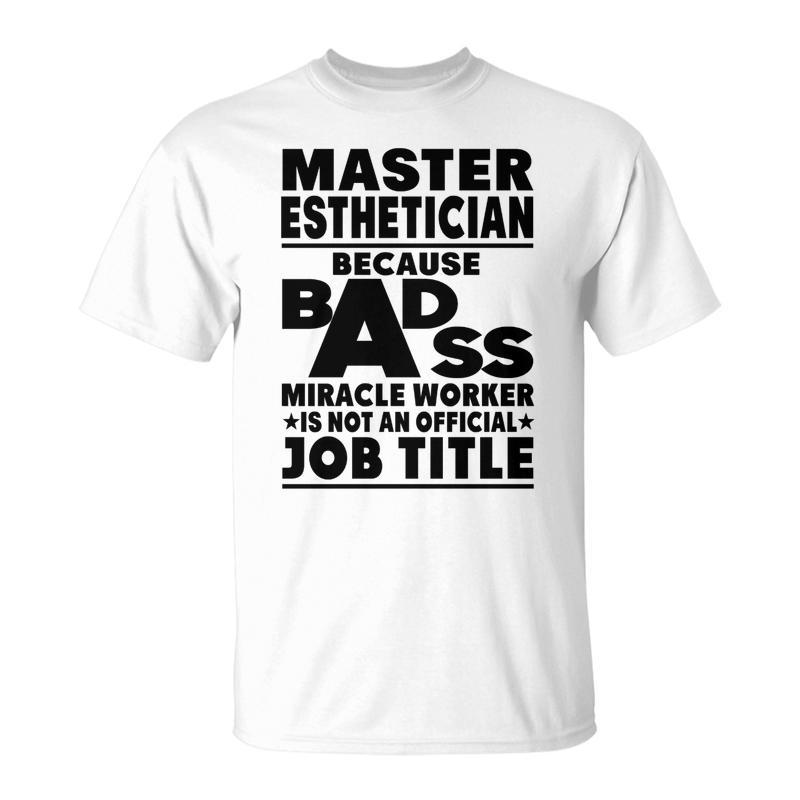 MASTER
ESTHETICIAN
BECAUSE
BADASS
MIRACLE WORKER
★IS NOT AN OFFICIAL★
JOB TITLE